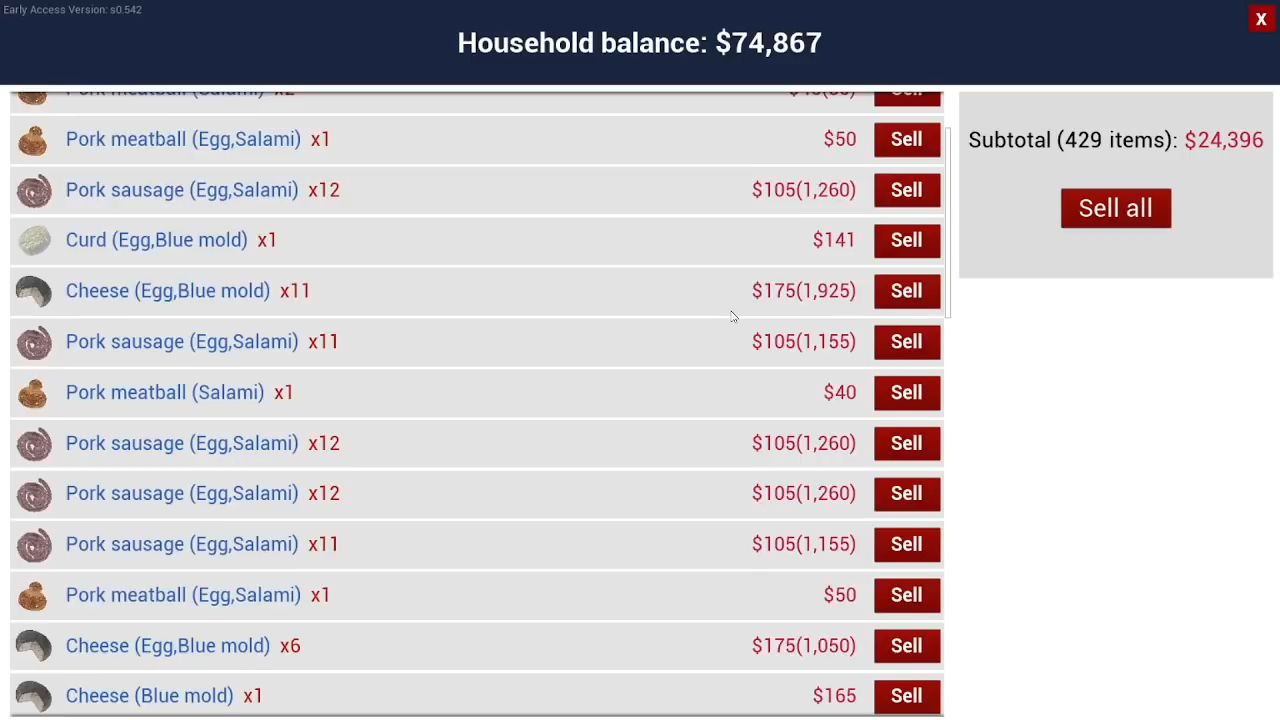 Early Access Version: s0.542
X
Household balance: $74,867
Pork meatball (Egg,Salami) x1 $50 Sell
Pork sausage (Egg,Salami) x12 $105(1,260) Sell
Curd (Egg,Blue mold) x1 $141 Sell
Cheese (Egg,Blue mold) x11 $175(1,925) Sell
Pork sausage (Egg,Salami) x11 $105(1,155) Sell
Pork meatball (Salami) x1 $40 Sell
Pork sausage (Egg,Salami) x12 $105(1,260) Sell
Pork sausage (Egg,Salami) x12 $105(1,260) Sell
Pork sausage (Egg,Salami) x11 $105(1,155) Sell
Pork meatball (Egg,Salami) x1 $50 Sell
Cheese (Egg,Blue mold) x6 $175(1,050) Sell
Cheese (Blue mold) x1 $165 Sell
Subtotal (429 items): $24,396
Sell all